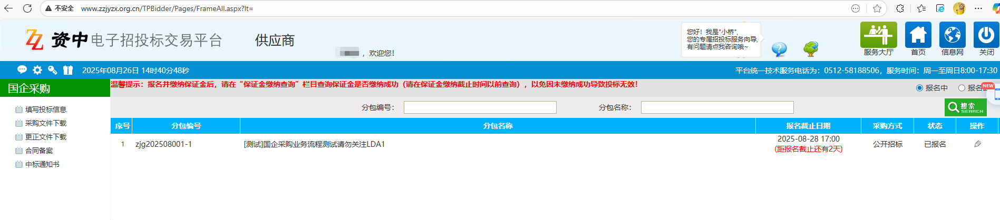 不安全 www.zzjyzx.org.cn/TPBidder/Pages/FrameAll.aspx?lt=
ZZ 资中 电子招投标交易平台 供应商
，欢迎您！
您好！我是"小桥",
您的专属招投标服务向导,
有问题请点我咨询哦~
服务大厅 首页 信息网 关闭
2025年08月26日 14时40分48秒
平台统一技术服务电话为：0512-58188506，服务时间：周一至周日8:00-17:30
国企采购
温馨提示：报名并缴纳保证金后，请在“保证金缴纳查询”栏目查询保证金是否缴纳成功（请在保证金缴纳截止时间以前查询），以免因未缴纳成功导致投标无效！
报名中 报名
NEW
填写投标信息
采购文件下载
更正文件下载
合同备案
中标通知书
分包编号： 分包名称： 搜索 SEARCH
序号 分包编号 分包名称 报名截止日期 采购方式 状态 操作
1 zjg202508001-1 [测试]国企采购业务流程测试请勿关注LDA1 2025-08-28 17:00 公开招标 已报名
(距报名截止还有2天)